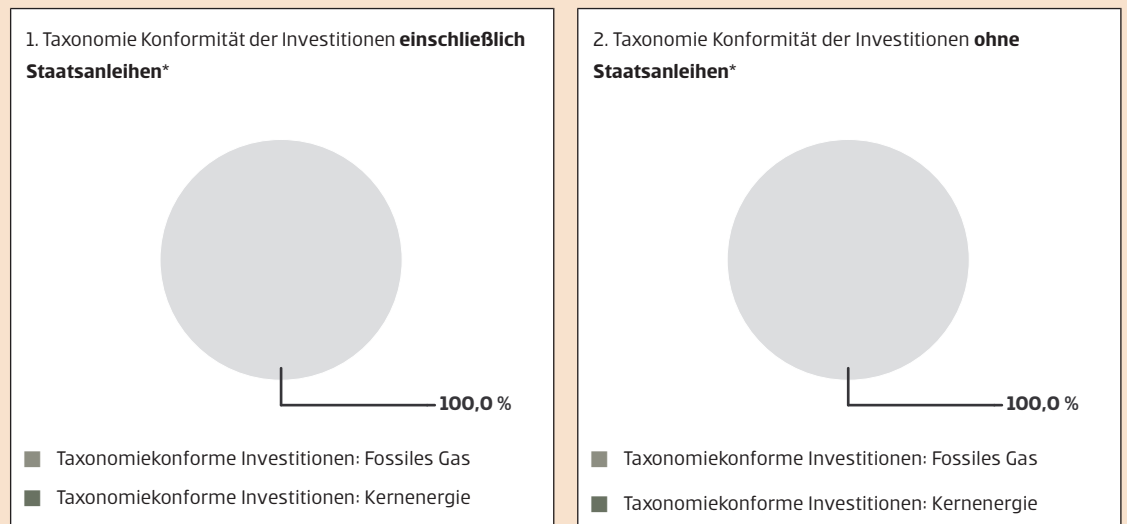 1. Taxonomie Konformität der Investitionen einschließlich
Staatsanleihen*
100,0 %
Taxonomiekonforme Investitionen: Fossiles Gas
Taxonomiekonforme Investitionen: Kernenergie
2. Taxonomie Konformität der Investitionen ohne
Staatsanleihen*
100,0 %
Taxonomiekonforme Investitionen: Fossiles Gas
Taxonomiekonforme Investitionen: Kernenergie